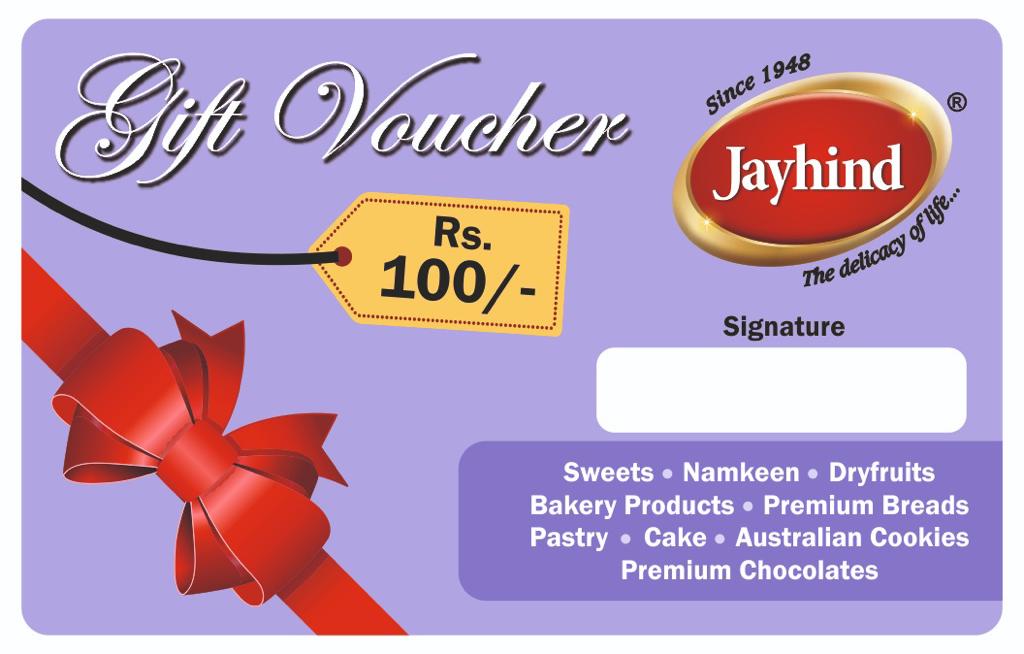 Gift Voucher
Since 1948
®
Jayhind
The delicacy of life...
Rs.
100/-
Signature
Sweets • Namkeen • Dryfruits
Bakery Products • Premium Breads
Pastry • Cake • Australian Cookies
Premium Chocolates